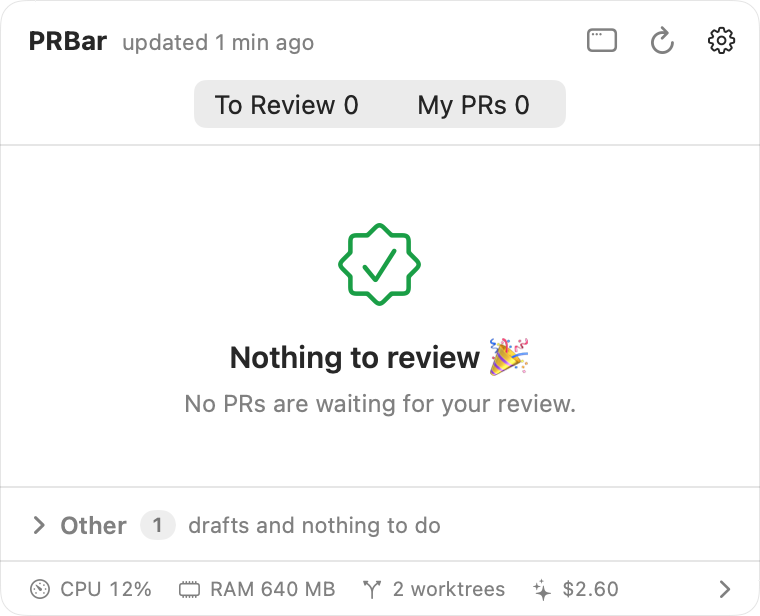 PRBar updated 1 min ago
To Review 0 My PRs 0
Nothing to review 🎉
No PRs are waiting for your review.
Other 1 drafts and nothing to do
CPU 12% RAM 640 MB 2 worktrees $2.60